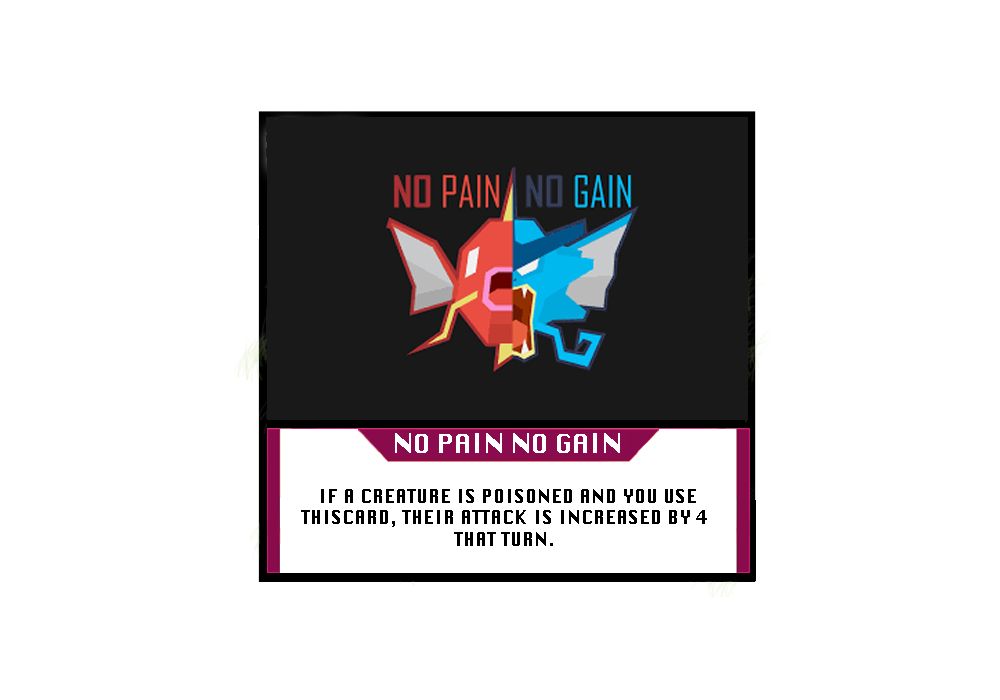 NO PAIN NO GAIN
NO PAIN NO GAIN
IF A CREATURE IS POISONED AND YOU USE
THISCARD, THEIR ATTACK IS INCREASED BY 4
THAT TURN.